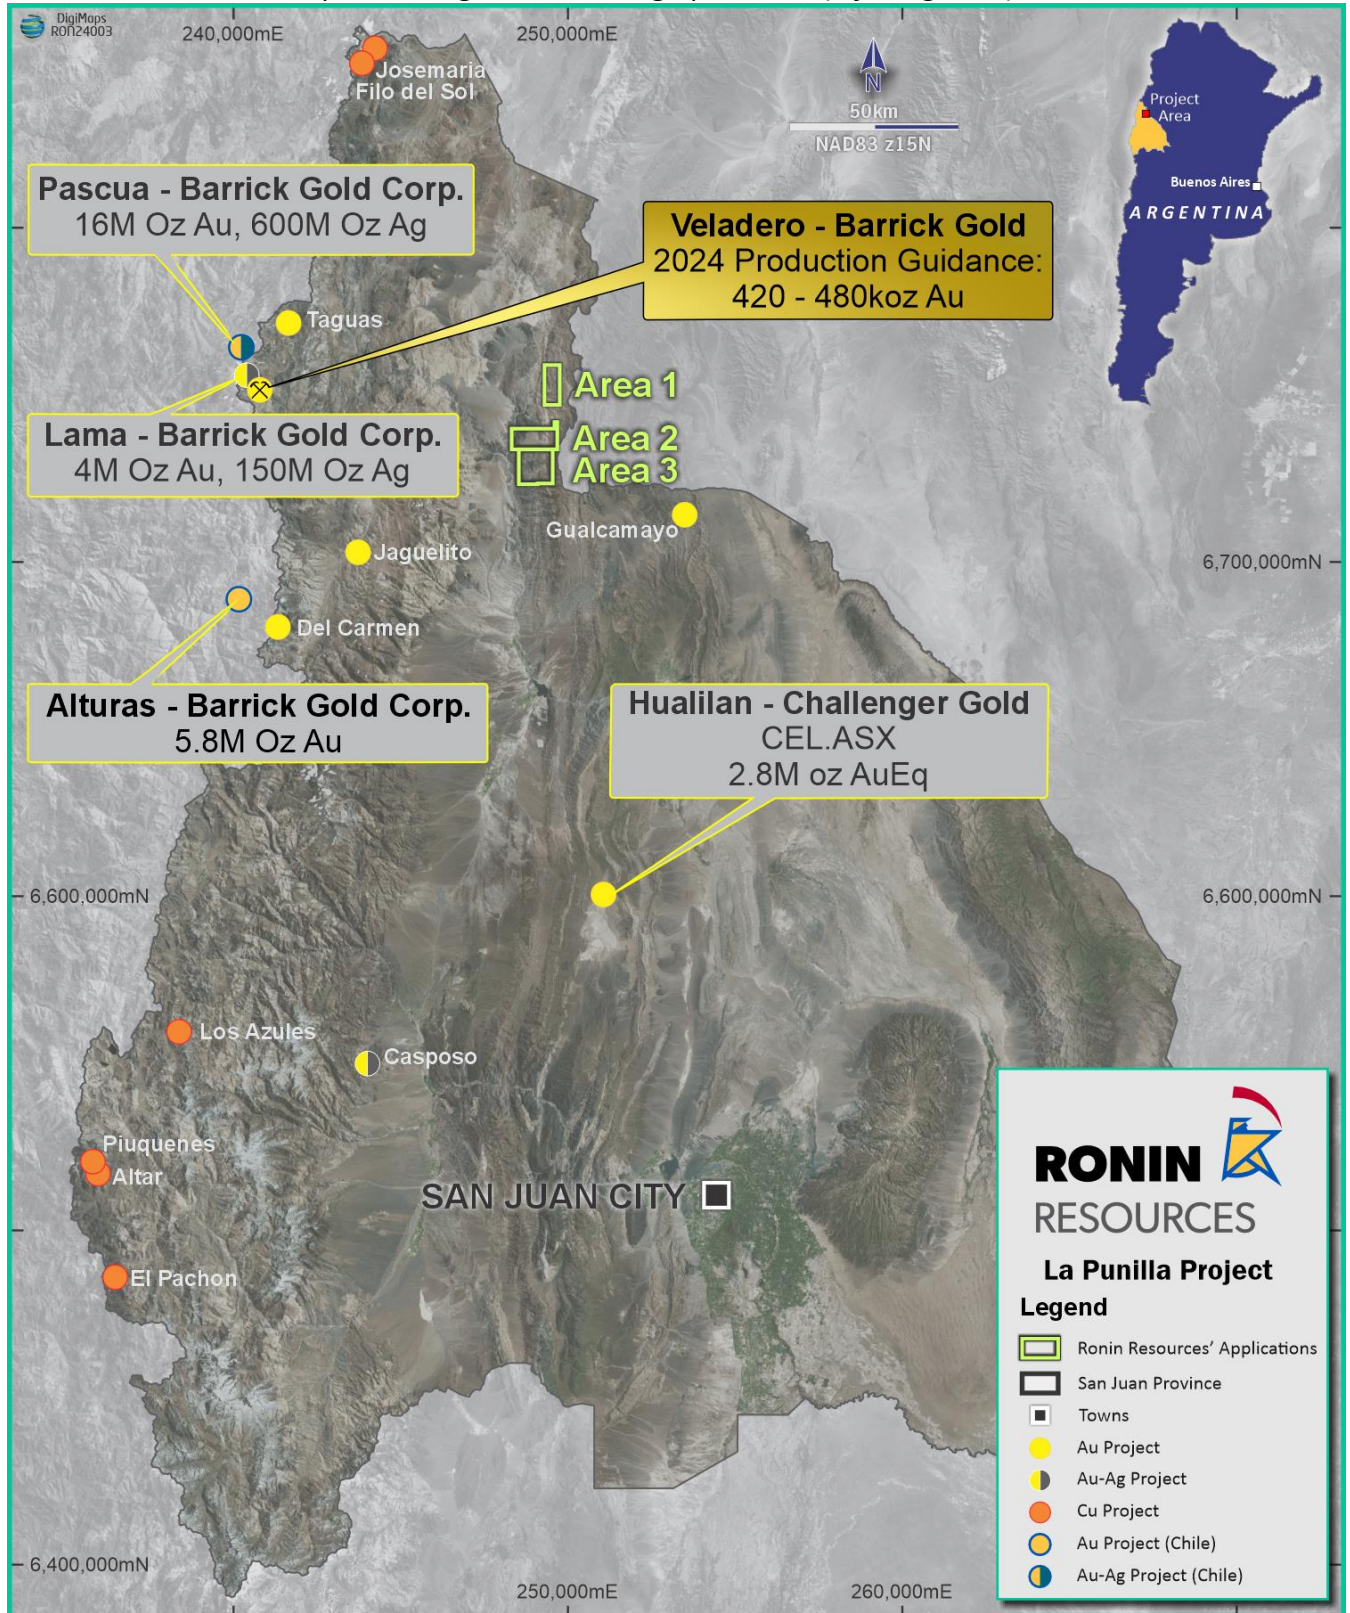 DigiMaps
RON24003
240,000mE
250,000mE
Josemaria
Filo del Sol
N
50km
NAD83 z15N
Project
Area
Buenos Aires
ARGENTINA
Pascua - Barrick Gold Corp.
16M Oz Au, 600M Oz Ag
Veladero - Barrick Gold
2024 Production Guidance:
420 - 480koz Au
Taguas
Area 1
Lama - Barrick Gold Corp.
4M Oz Au, 150M Oz Ag
Area 2
Area 3
Gualcamayo
Jaguelito
6,700,000mN
Del Carmen
Alturas - Barrick Gold Corp.
5.8M Oz Au
Hualilan - Challenger Gold
CEL.ASX
2.8M oz AuEq
6,600,000mN
6,600,000mN
Los Azules
Casposo
Piuquenes
Altar
SAN JUAN CITY
El Pachon
RONIN
RESOURCES
La Punilla Project
Legend
Ronin Resources' Applications
San Juan Province
Towns
Au Project
Au-Ag Project
Cu Project
Au Project (Chile)
Au-Ag Project (Chile)
6,400,000mN
250,000mE
260,000mE